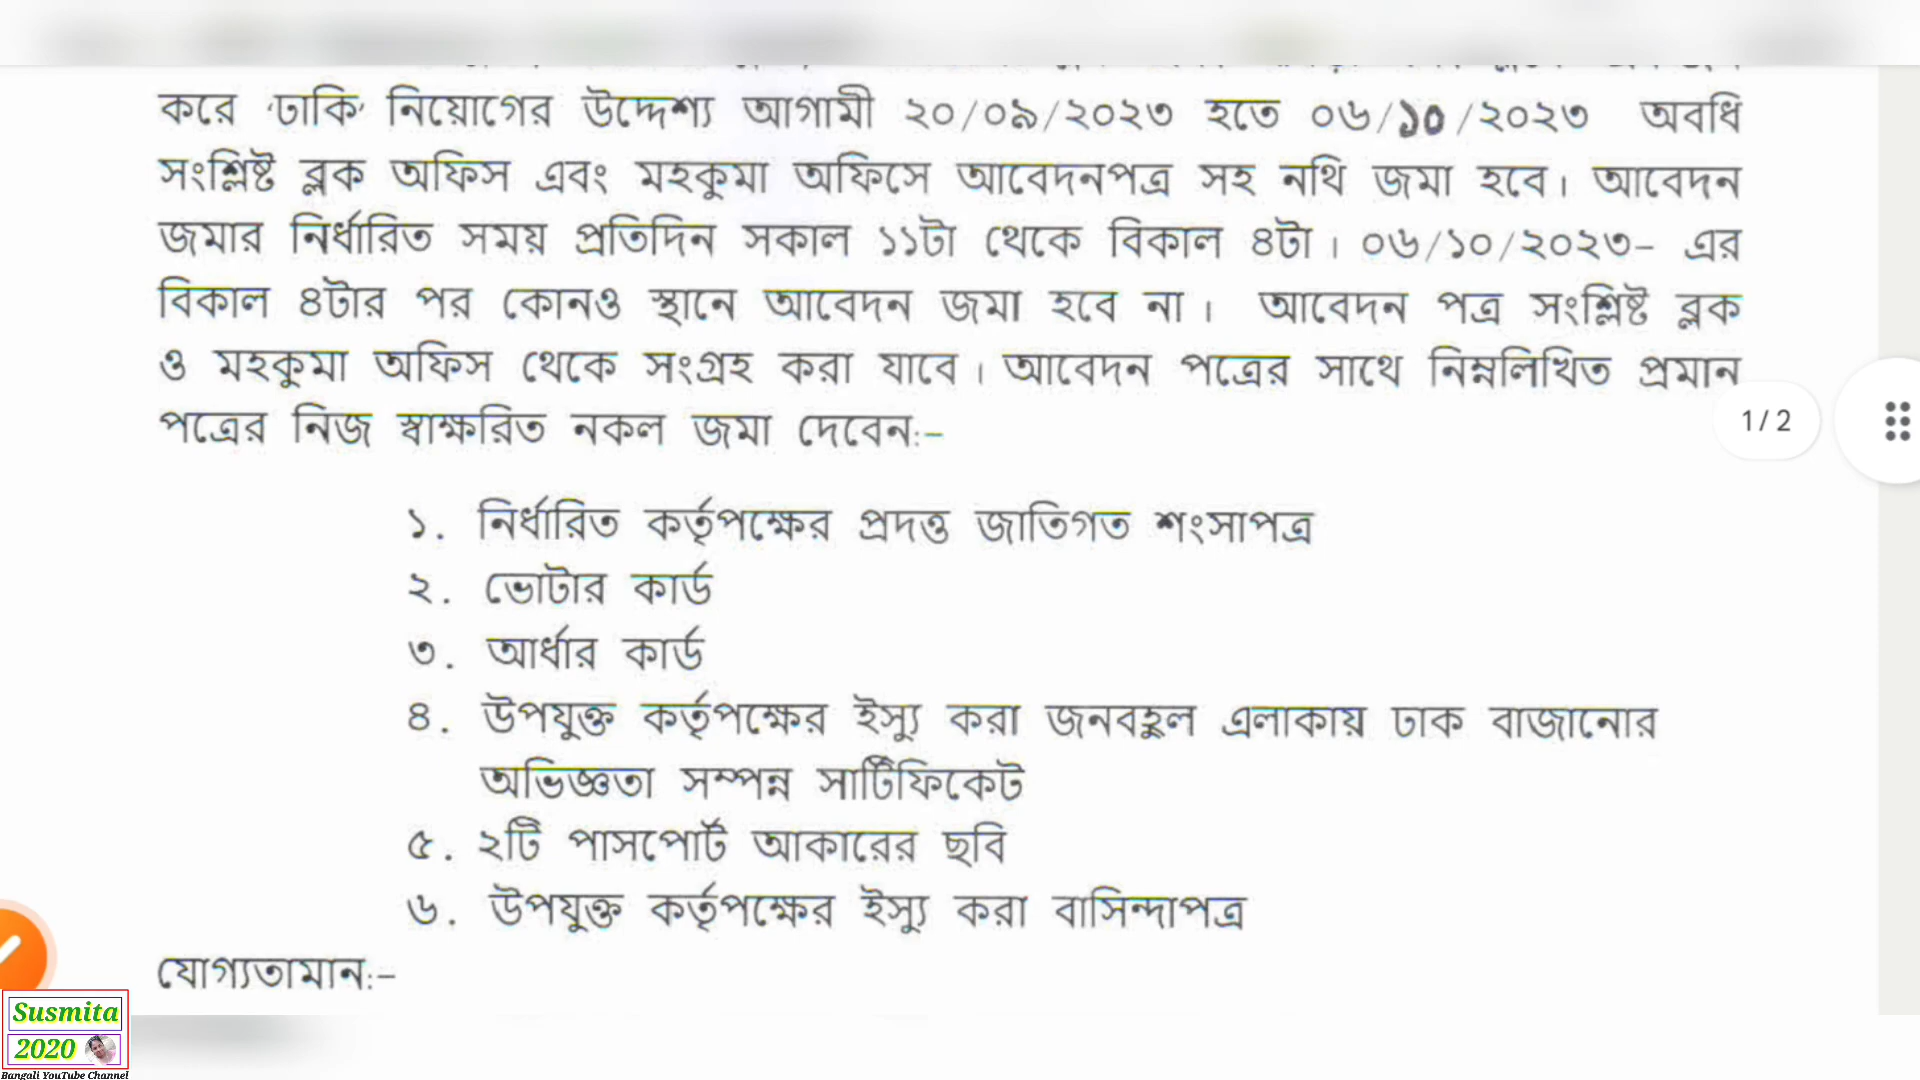 করে ‘ঢাকি’ নিয়োগের উদ্দেশ্য আগামী ২০/০৯/২০২৩ হতে ০৬/১০/২০২৩ অবধি
সংশ্লিষ্ট ব্লক অফিস এবং মহকুমা অফিসে আবেদনপত্র সহ নথি জমা হবে। আবেদন
জমার নির্ধারিত সময় প্রতিদিন সকাল ১১টা থেকে বিকাল ৪টা। ০৬/১০/২০২৩- এর
বিকাল ৪টার পর কোনও স্থানে আবেদন জমা হবে না। আবেদন পত্র সংশ্লিষ্ট ব্লক
ও মহকুমা অফিস থেকে সংগ্রহ করা যাবে। আবেদন পত্রের সাথে নিম্নলিখিত প্রমান
পত্রের নিজ স্বাক্ষরিত নকল জমা দেবেন:-
1 / 2
১. নির্ধারিত কর্তৃপক্ষের প্রদত্ত জাতিগত শংসাপত্র
২. ভোটার কার্ড
৩. আর্ধার কার্ড
৪. উপযুক্ত কর্তৃপক্ষের ইস্যু করা জনবহুল এলাকায় ঢাক বাজানোর
অভিজ্ঞতা সম্পন্ন সার্টিফিকেট
৫. ২টি পাসপোর্ট আকারের ছবি
৬. উপযুক্ত কর্তৃপক্ষের ইস্যু করা বাসিন্দাপত্র
যোগ্যতামান:-
Susmita
2020
Bangali YouTube Channel